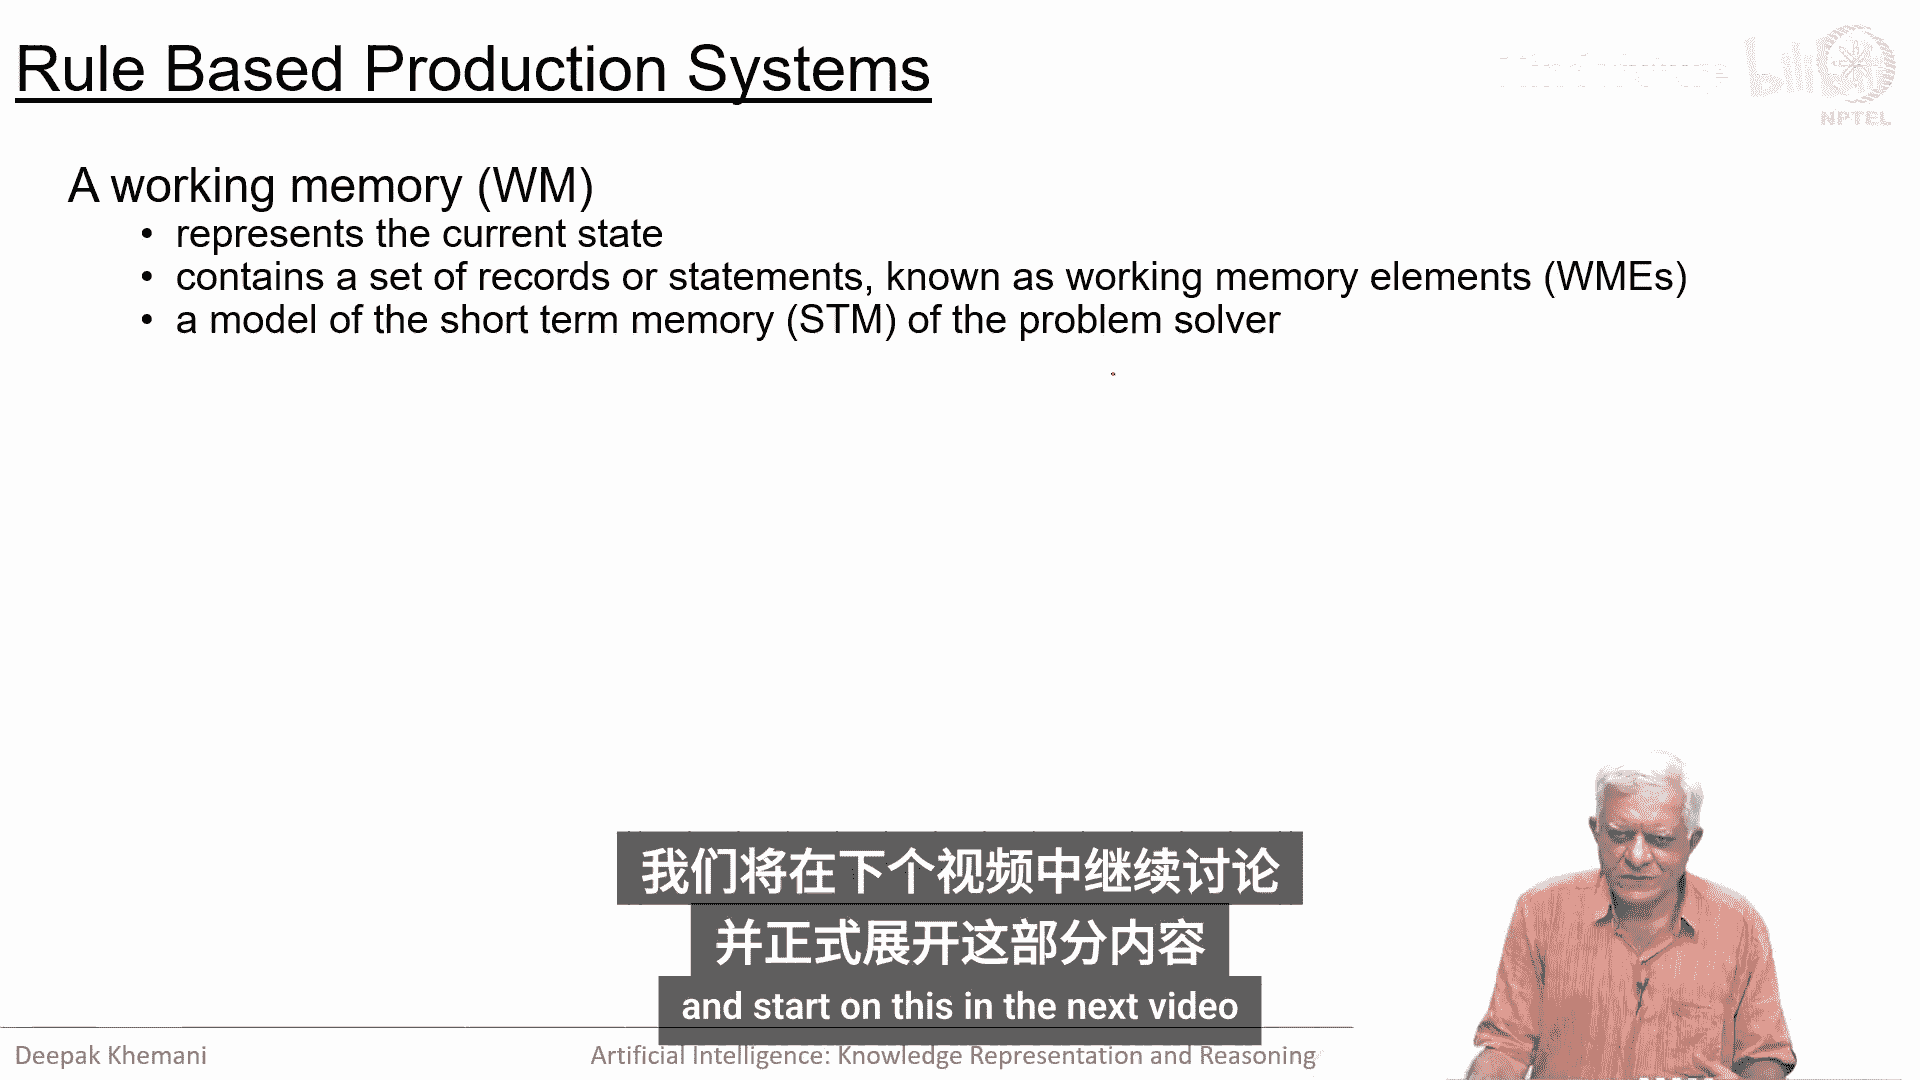 Rule Based Production Systems
NPTEL
A working memory (WM)
• represents the current state
• contains a set of records or statements, known as working memory elements (WMEs)
• a model of the short term memory (STM) of the problem solver
我们将在下个视频中继续讨论
并正式展开这部分内容
and start on this in the next video
Deepak Khemani
Artificial Intelligence: Knowledge Representation and Reasoning